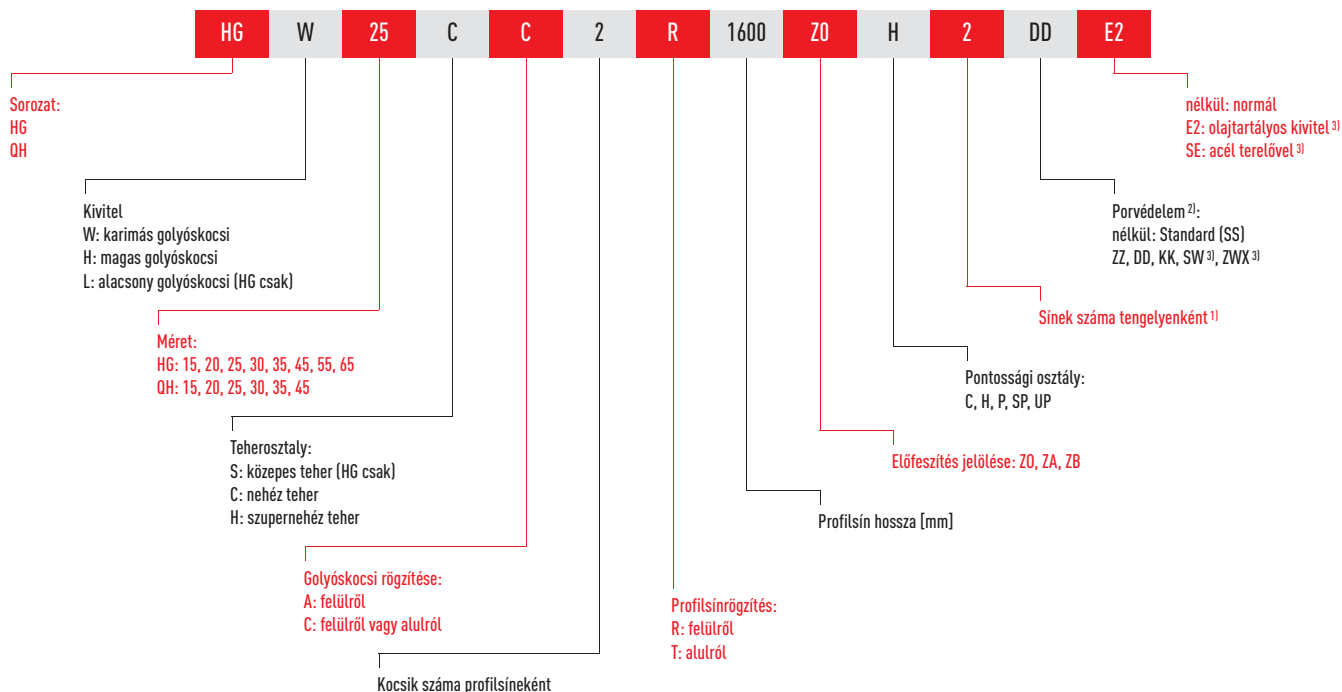 HG W 25 C C 2 R 1600 Z0 H 2 DD E2
Sorozat:
HG
QH
nélkül: normál
E2: olajtartályos kivitel 3)
SE: acél terelővel 3)
Kivitel
W: karimás golyóskocsi
H: magas golyóskocsi
L: alacsony golyóskocsi (HG csak)
Porvédelem 2):
nélkül: Standard (SS)
ZZ, DD, KK, SW 3), ZWX 3)
Sínek száma tengelyenként 1)
Méret:
HG: 15, 20, 25, 30, 35, 45, 55, 65
QH: 15, 20, 25, 30, 35, 45
Pontossági osztály:
C, H, P, SP, UP
Teherosztaly:
S: közepes teher (HG csak)
C: nehéz teher
H: szupernehéz teher
Előfeszítés jelölése: Z0, ZA, ZB
Profilsín hossza [mm]
Golyóskocsi rögzítése:
A: felülről
C: felülről vagy alulról
Profilsínrögzítés:
R: felülről
T: alulról
Kocsik száma profilsíneként